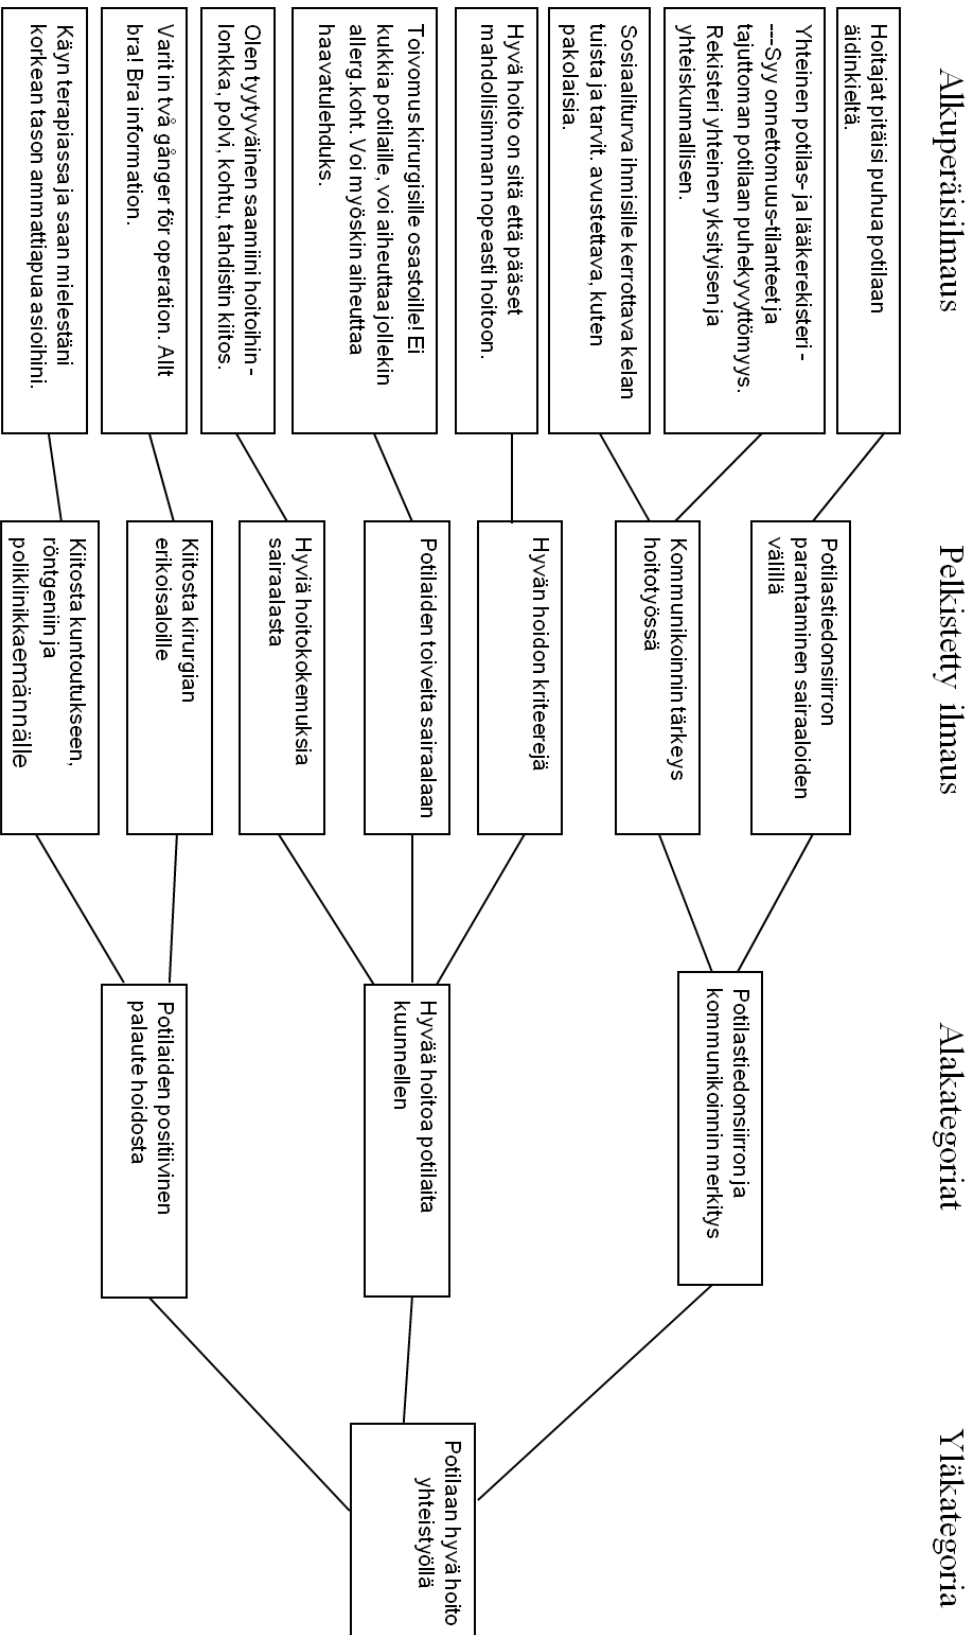 Alkuperäisilmaus
Pelkistetty ilmaus
Alakategoriat
Yläkategoria
Hoitajat pitäisi puhua potilaan
äidinkieltä.
Yhteinen potilas- ja lääkerekisteri -
---Syy onnettomuus-tilanteet ja
tajuttoman potilaan puhekyvyttömyys.
Rekisteri yhteinen yksityisen ja
yhteiskunnallisen.
Sosiaaliturva ihmisille kerrottava kelan
tuista ja tarvit. avustettava, kuten
pakolaisia.
Hyvä hoito on sitä että pääset
mahdollisimman nopeasti hoitoon.
Toivomus kirurgisille osastoille! Ei
kukkia potilaille, voi aiheuttaa jollekin
allerg.koht. Voi myöskin aiheuttaa
haavatulehduks.
Olen tyytyväinen saamiini hoitoihin -
lonkka, polvi, kohtu, tahdistin kiitos.
Varit in två gånger för operation. Allt
bra! Bra information.
Käyn terapiassa ja saan mielestäni
korkean tason ammattiapua asioihini.
Potilastiedonsiirron
parantaminen sairaaloiden
välillä
Kommunikoinnin tärkeys
hoitotyössä
Hyvän hoidon kriteerejä
Potilaiden toiveita sairaalaan
Hyviä hoitokokemuksia
sairaalasta
Kiitosta kirurgian
erikoisaloille
Kiitosta kuntoutukseen,
röntgeniin ja
poliklinikkaemännälle
Potilastiedonsiirron ja
kommunikoinnin merkitys
Hyvää hoitoa potilaita
kuunnellen
Potilaiden positiivinen
palaute hoidosta
Potilaan hyvä hoito
yhteistyöllä